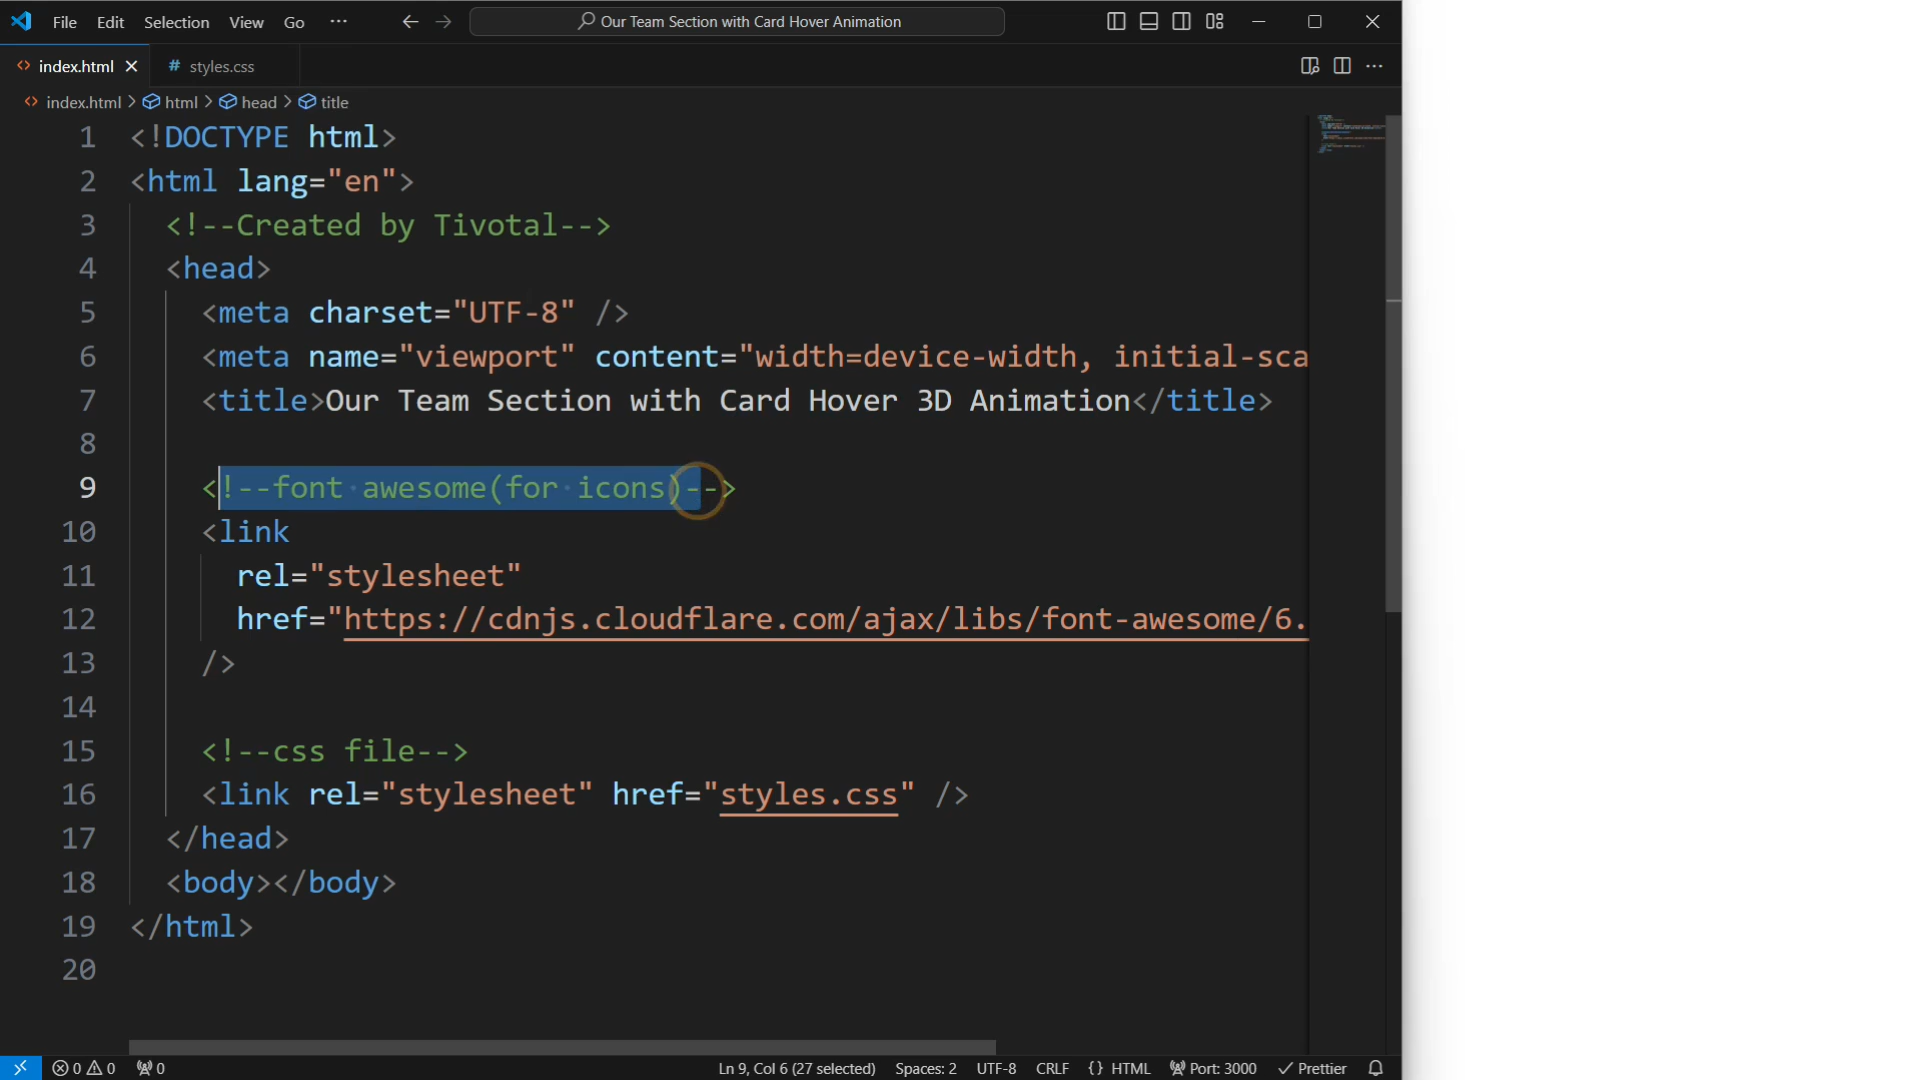 File Edit Selection View Go ··· Our Team Section with Card Hover Animation
index.html # styles.css
index.html > html > head > title
1 <!DOCTYPE html>
2 <html lang="en">
3 <!--Created by Tivotal-->
4 <head>
5 <meta charset="UTF-8" />
6 <meta name="viewport" content="width=device-width, initial-sca
7 <title>Our Team Section with Card Hover 3D Animation</title>
8
9 <!--font awesome(for icons)-->
10 <link
11 rel="stylesheet"
12 href="https://cdnjs.cloudflare.com/ajax/libs/font-awesome/6.
13 />
14
15 <!--css file-->
16 <link rel="stylesheet" href="styles.css" />
17 </head>
18 <body></body>
19 </html>
20
0 0 0 Ln 9, Col 6 (27 selected) Spaces: 2 UTF-8 CRLF {} HTML Port: 3000 Prettier